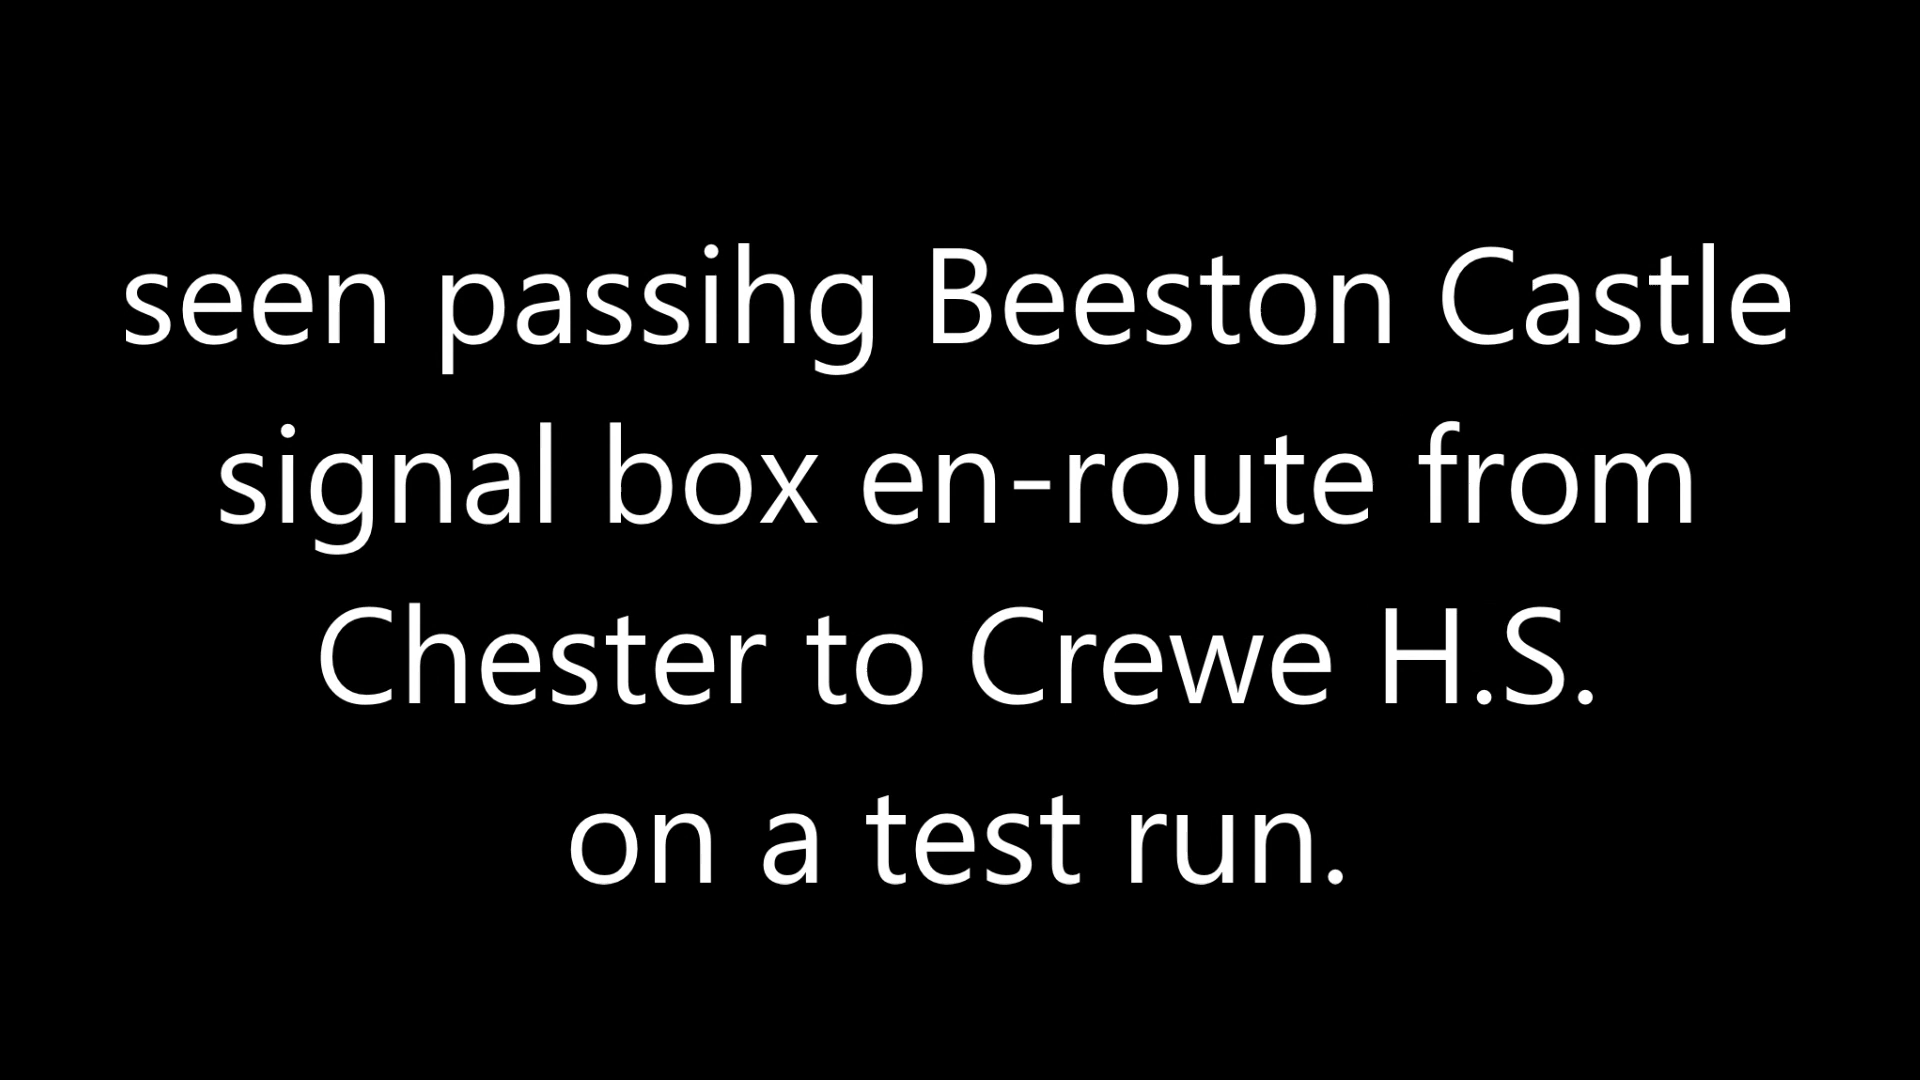 seen passihg Beeston Castle
signal box en-route from
Chester to Crewe H.S.
on a test run.